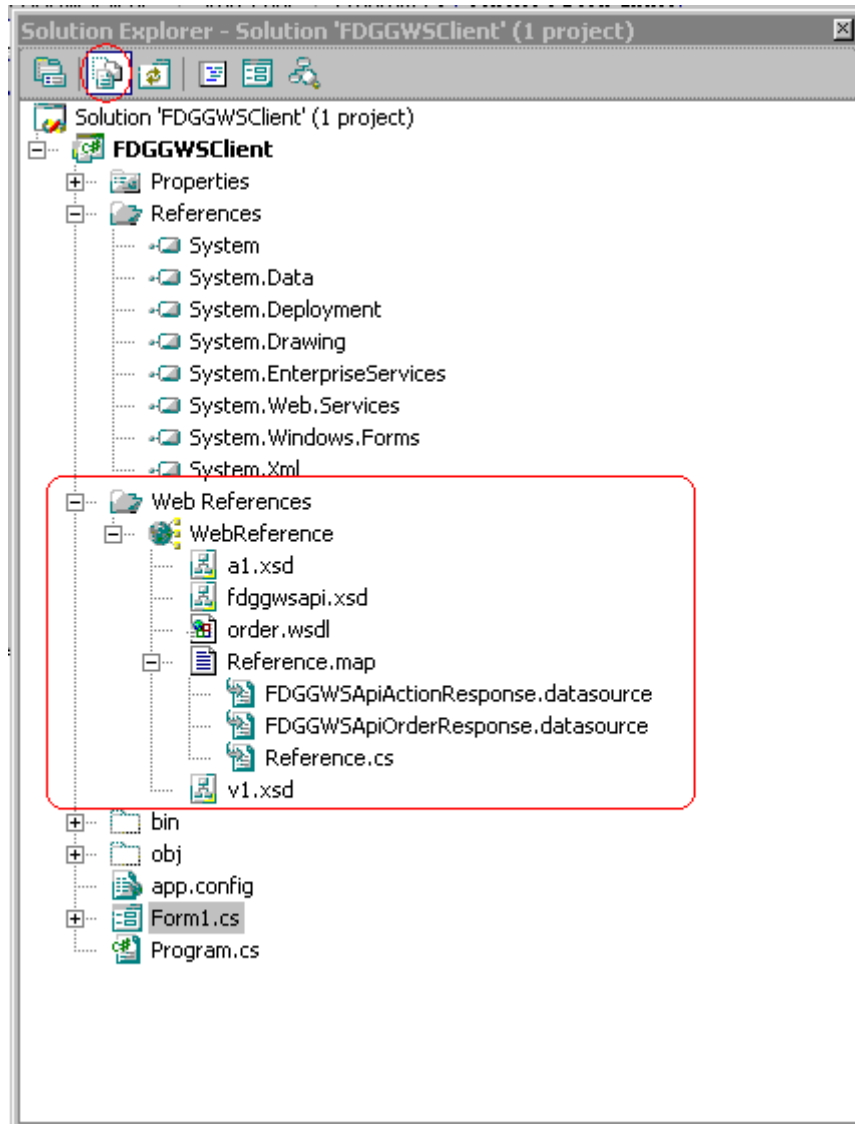 Solution Explorer - Solution 'FDGGWSClient' (1 project)
Solution 'FDGGWSClient' (1 project)
FDGGWSClient
Properties
References
System
System.Data
System.Deployment
System.Drawing
System.EnterpriseServices
System.Web.Services
System.Windows.Forms
System.Xml
Web References
WebReference
a1.xsd
fdggwsapi.xsd
order.wsdl
Reference.map
FDGGWSApiActionResponse.datasource
FDGGWSApiOrderResponse.datasource
Reference.cs
v1.xsd
bin
obj
app.config
Form1.cs
Program.cs